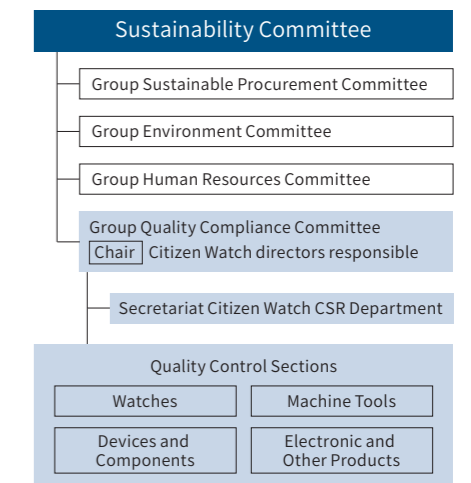 Sustainability Committee
Group Sustainable Procurement Committee
Group Environment Committee
Group Human Resources Committee
Group Quality Compliance Committee
Chair Citizen Watch directors responsible
Secretariat Citizen Watch CSR Department
Quality Control Sections
Watches
Machine Tools
Devices and
Components
Electronic and
Other Products